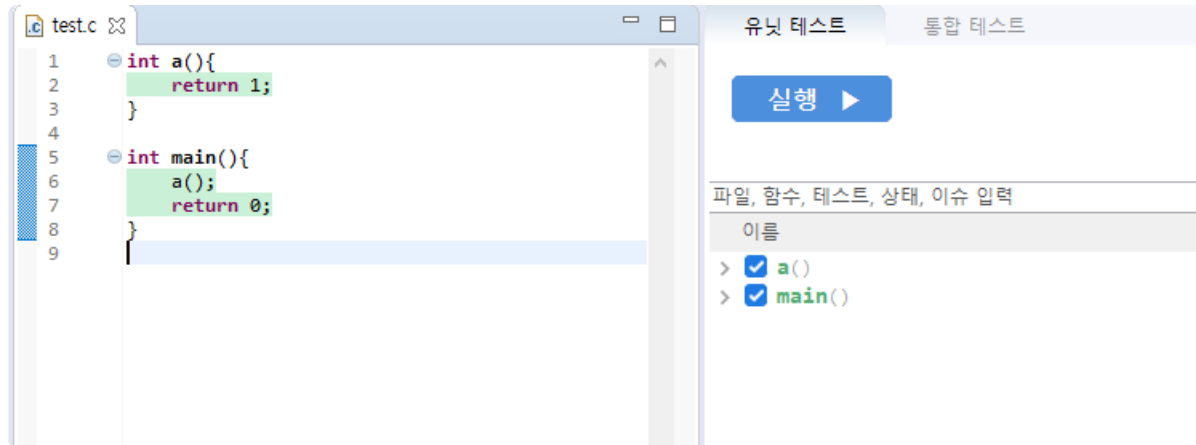 test.c
1 int a(){
2 return 1;
3 }
4
5 int main(){
6 a();
7 return 0;
8 }
9
유닛 테스트
통합 테스트
실행
파일, 함수, 테스트, 상태, 이슈 입력
이름
a()
main()